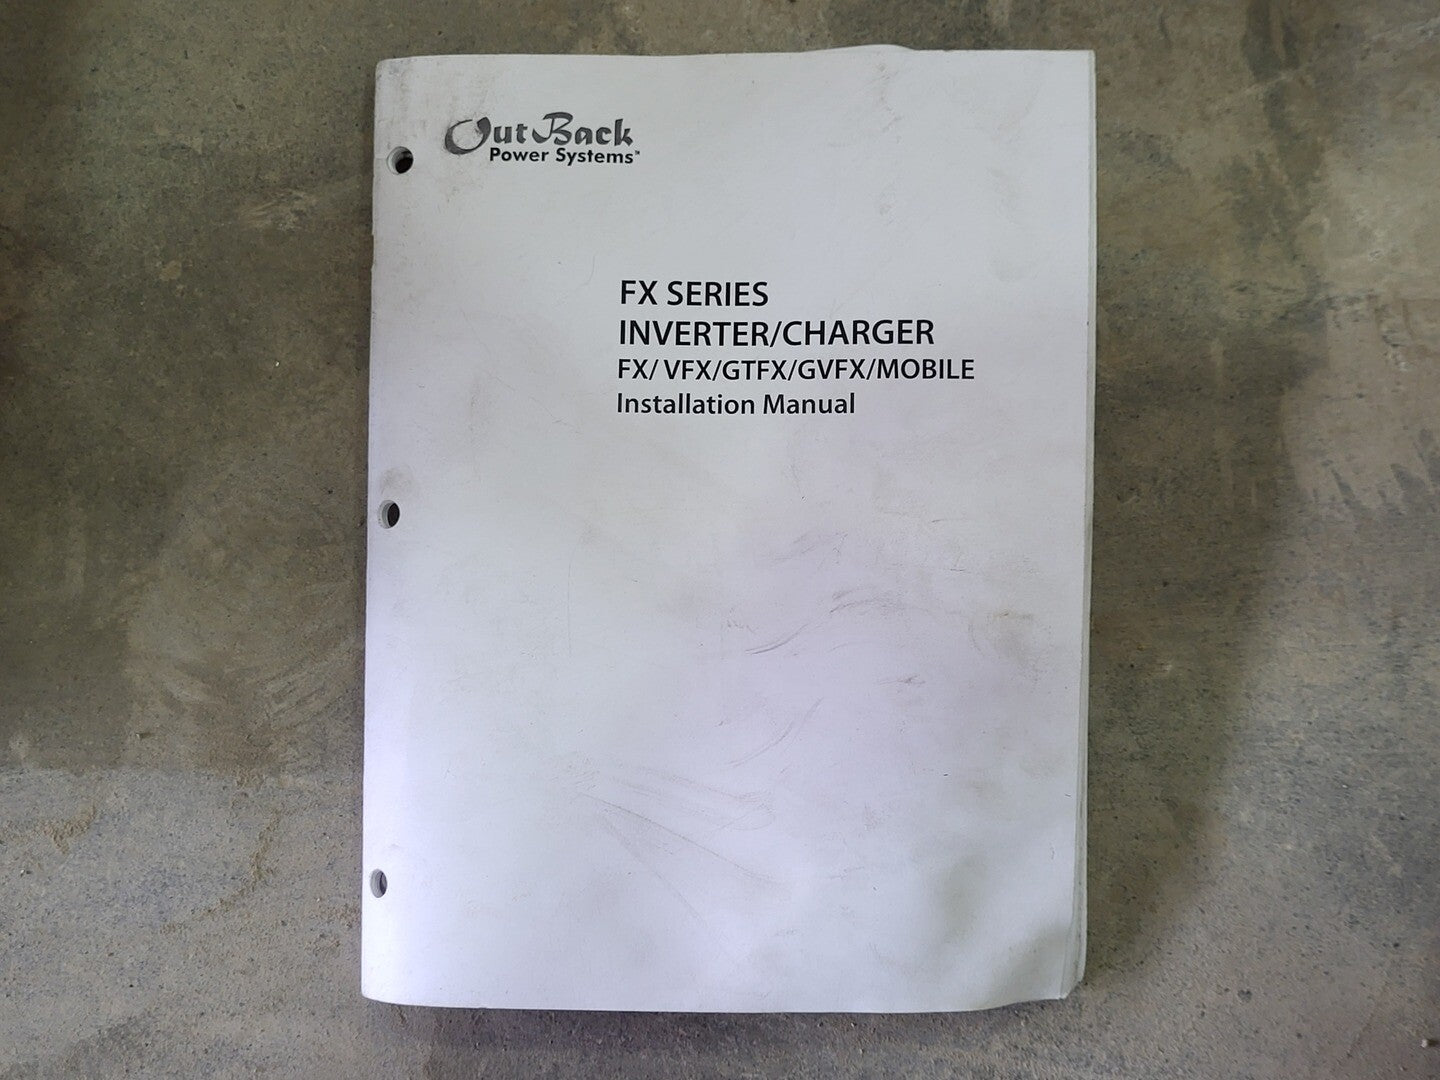 OutBack
Power Systems™
FX SERIES
INVERTER/CHARGER
FX/ VFX/GTFX/GVFX/MOBILE
Installation Manual